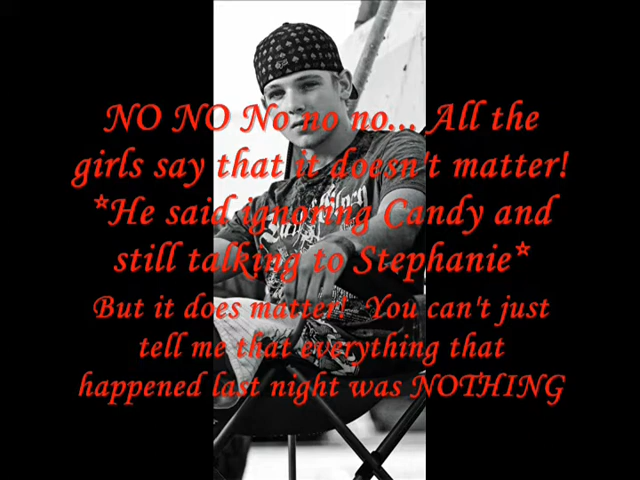 NO NO No no no... All the
girls say that it doesn't matter!
*He said ignoring Candy and
still talking to Stephanie*
But it does matter! You can't just
tell me that everything that
happened last night was NOTHING